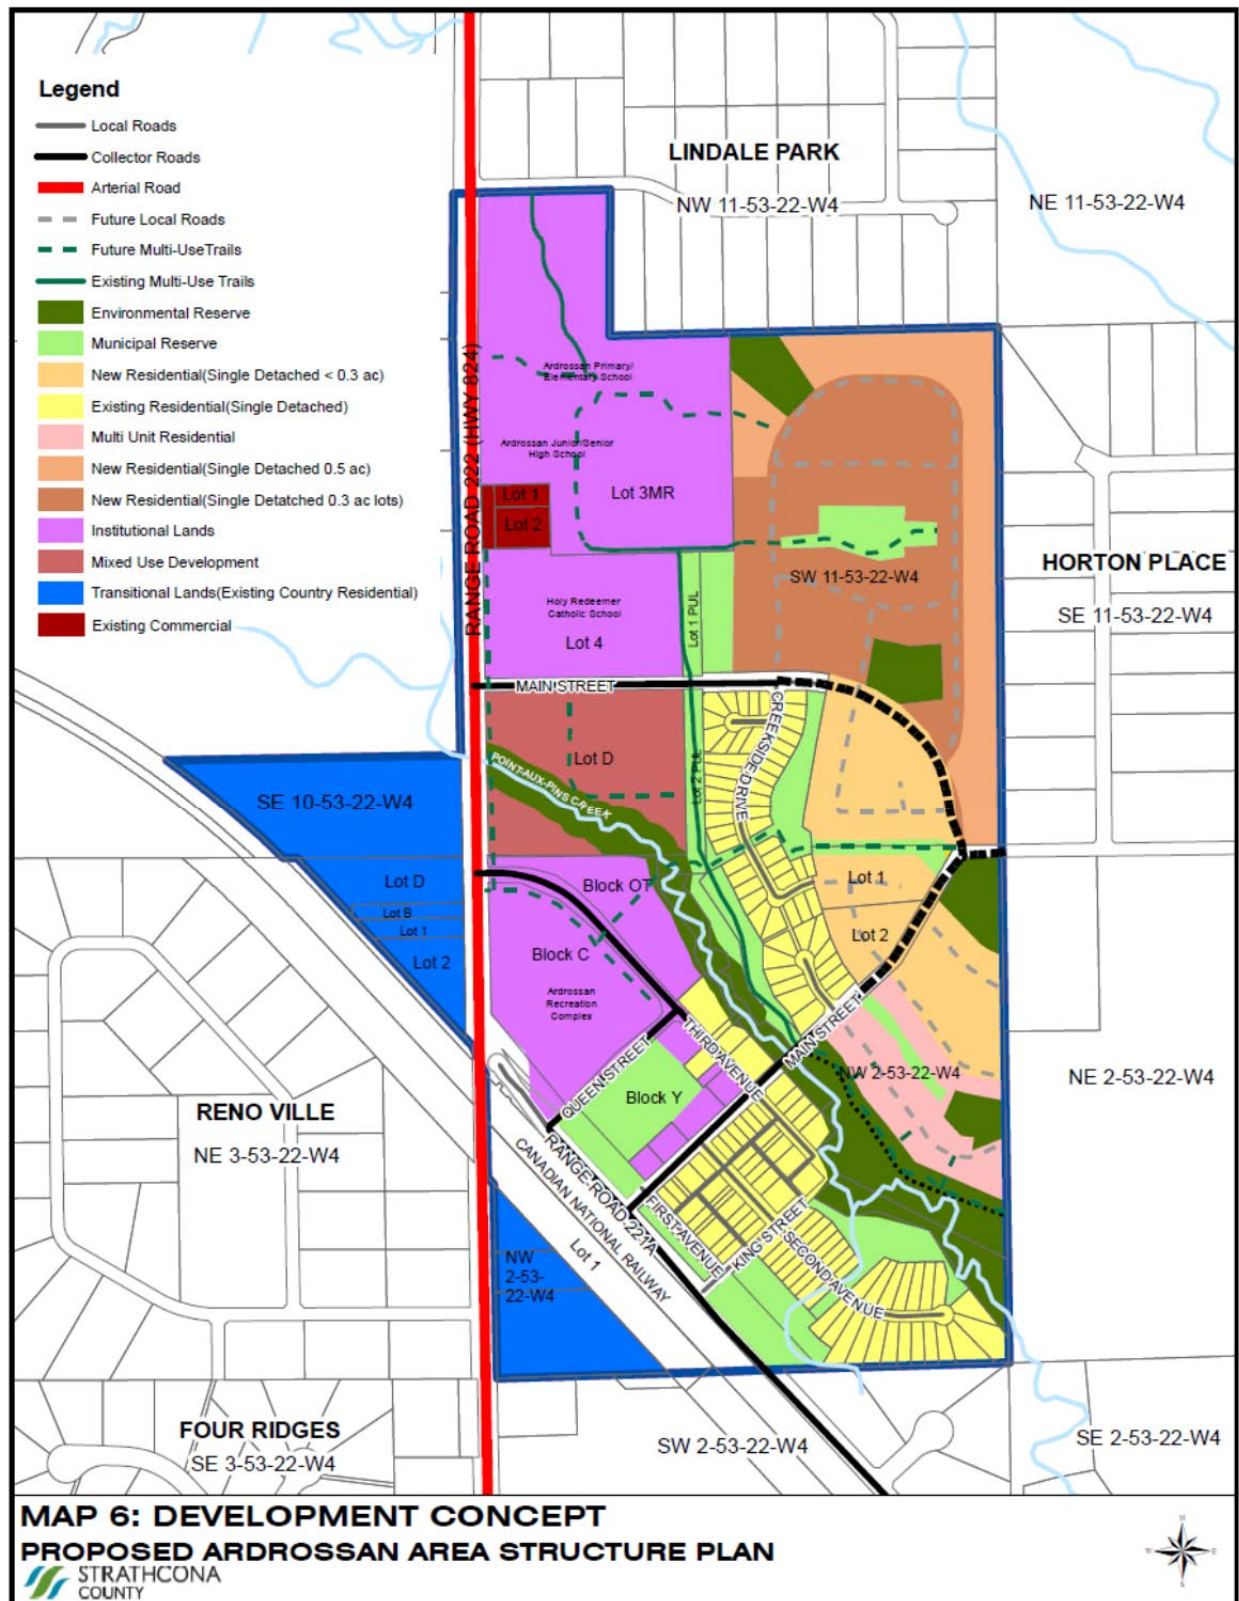 Legend
Local Roads
Collector Roads
Arterial Road
Future Local Roads
Future Multi-UseTrails
Existing Multi-Use Trails
Environmental Reserve
Municipal Reserve
New Residential(Single Detached < 0.3 ac)
Existing Residential(Single Detached)
Multi Unit Residential
New Residential(Single Detached 0.5 ac)
New Residential(Single Detatched 0.3 ac lots)
Institutional Lands
Mixed Use Development
Transitional Lands(Existing Country Residential)
Existing Commercial
LINDALE PARK
NW 11-53-22-W4
NE 11-53-22-W4
RANGE ROAD 222 (HWY 824)
Ardrossan Primary/
Elementary School
Ardrossan Junior/Senior
High School
Lot 3MR
Lot 1
Lot 2
HORTON PLACE
SE 11-53-22-W4
SW 11-53-22-W4
Holy Redeemer
Catholic School
Lot 4
Lot 1 PUL
MAIN STREET
CREEKSIDE DRIVE
Lot D
Lot 2 PUL
POINT-AUX-PINS CREEK
SE 10-53-22-W4
Lot D
Lot B
Lot 1
Lot 2
Block OT
Lot 1
Lot 2
Block C
Ardrossan
Recreation
Complex
THIRD AVENUE
MAIN STREET
QUEEN STREET
Block Y
NW 2-53-22-W4
NE 2-53-22-W4
RENO VILLE
NE 3-53-22-W4
RANGE ROAD 221A
CANADIAN NATIONAL RAILWAY
FIRST AVENUE
KING STREET
SECOND AVENUE
Lot 1
NW
2-53-
22-W4
FOUR RIDGES
SE 3-53-22-W4
SW 2-53-22-W4
SE 2-53-22-W4
MAP 6: DEVELOPMENT CONCEPT
PROPOSED ARDROSSAN AREA STRUCTURE PLAN
STRATHCONA
COUNTY
N
W
E
S